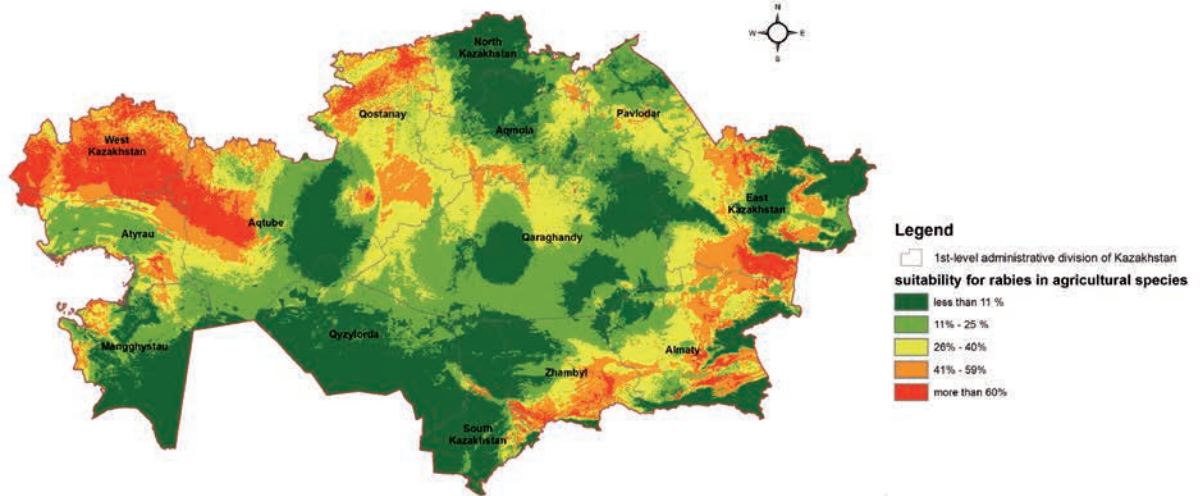 N
W E
S
North
Kazakhstan
Qostanay
Pavlodar
Aqmola
West
Kazakhstan
East
Kazakhstan
Aqtube
Atyrau
Qaraghandy
Qyzylorda
Mangghystau
Almaty
Zhambyl
South
Kazakhstan
Legend
1st-level administrative division of Kazakhstan
suitability for rabies in agricultural species
less than 11 %
11% - 25 %
26% - 40%
41% - 59%
more than 60%